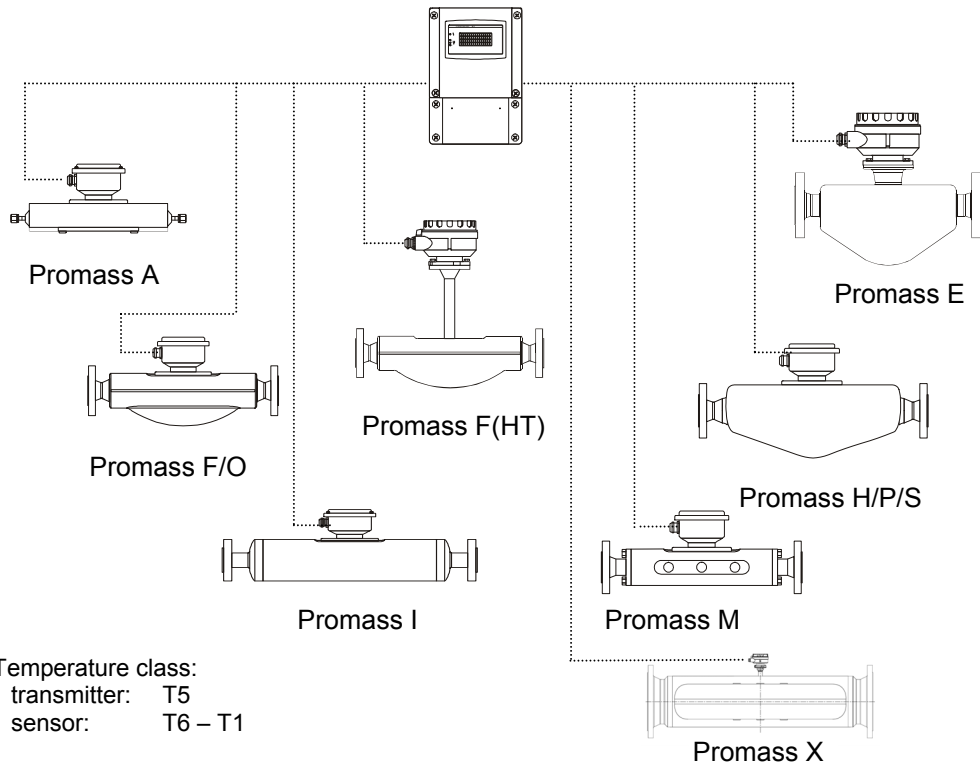 Promass A
Promass E
Promass F(HT)
Promass F/O
Promass H/P/S
Promass I
Promass M
Temperature class:
transmitter: T5
sensor: T6 – T1
Promass X